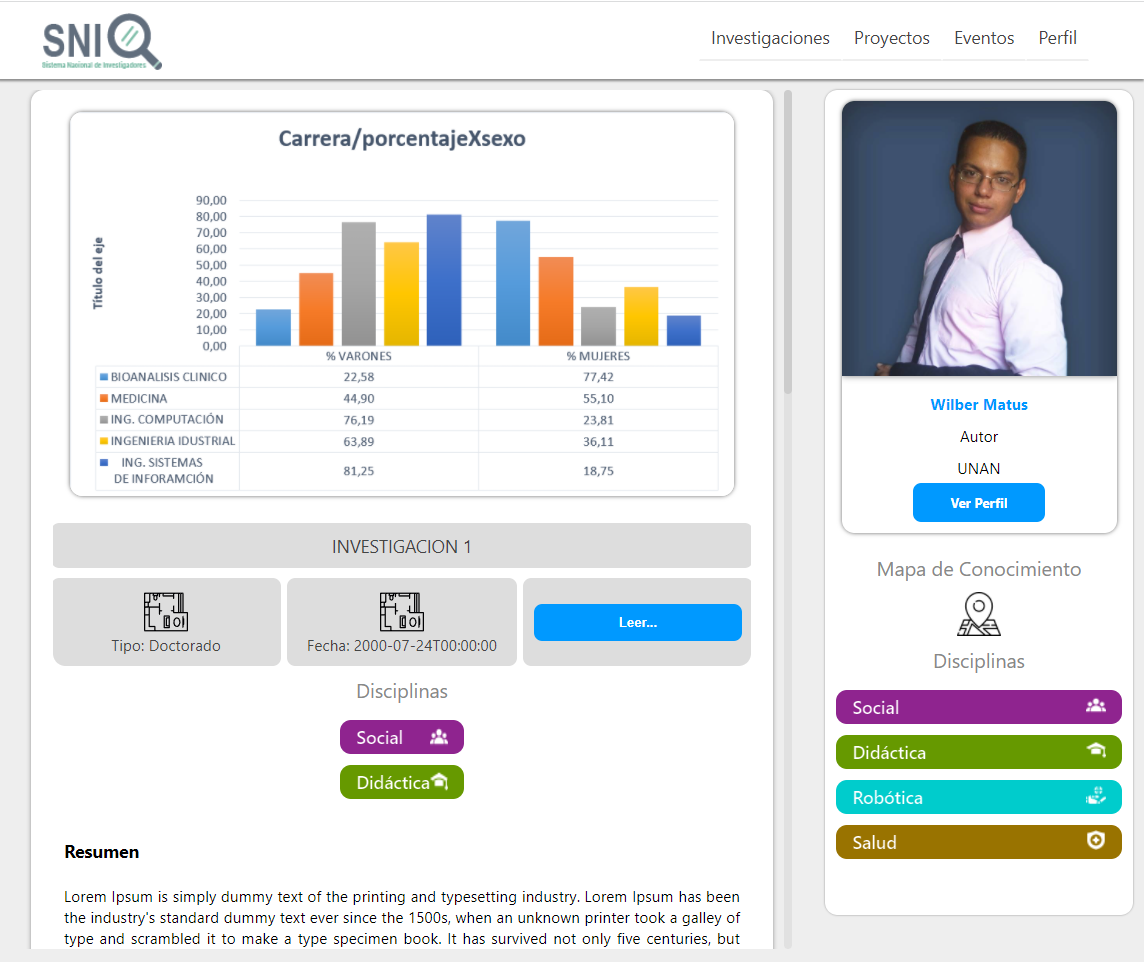 SNI
Sistema Nacional de Investigadores
Investigaciones Proyectos Eventos Perfil
Carrera/porcentajeXsexo
Título del eje
90,00
80,00
70,00
60,00
50,00
40,00
30,00
20,00
10,00
0,00
% VARONES % MUJERES
BIOANALISIS CLINICO 22,58 77,42
MEDICINA 44,90 55,10
ING. COMPUTACIÓN 76,19 23,81
INGENIERIA IDUSTRIAL 63,89 36,11
ING. SISTEMAS
DE INFORAMCIÓN 81,25 18,75
INVESTIGACION 1
Tipo: Doctorado
Fecha: 2000-07-24T00:00:00
Leer...
Disciplinas
Social
Didáctica
Resumen
Lorem Ipsum is simply dummy text of the printing and typesetting industry. Lorem Ipsum has been
the industry's standard dummy text ever since the 1500s, when an unknown printer took a galley of
type and scrambled it to make a type specimen book. It has survived not only five centuries, but
Wilber Matus
Autor
UNAN
Ver Perfil
Mapa de Conocimiento
Disciplinas
Social
Didáctica
Robótica
Salud